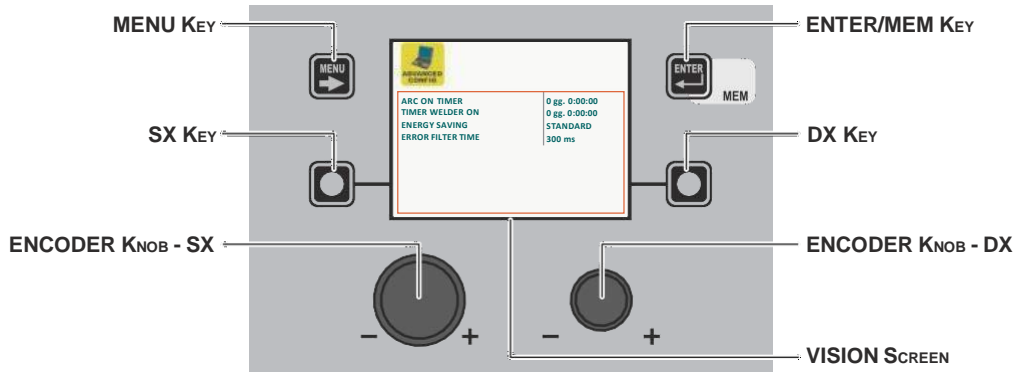 MENU KEY
ENTER/MEM KEY
MENU
ADVANCED
CONFIG
ENTER
MEM
ARC ON TIMER 0 gg. 0:00:00
TIMER WELDER ON 0 gg. 0:00:00
ENERGY SAVING STANDARD
ERROR FILTER TIME 300 ms
SX KEY
DX KEY
ENCODER KNOB - SX
ENCODER KNOB - DX
− +
− +
VISION SCREEN